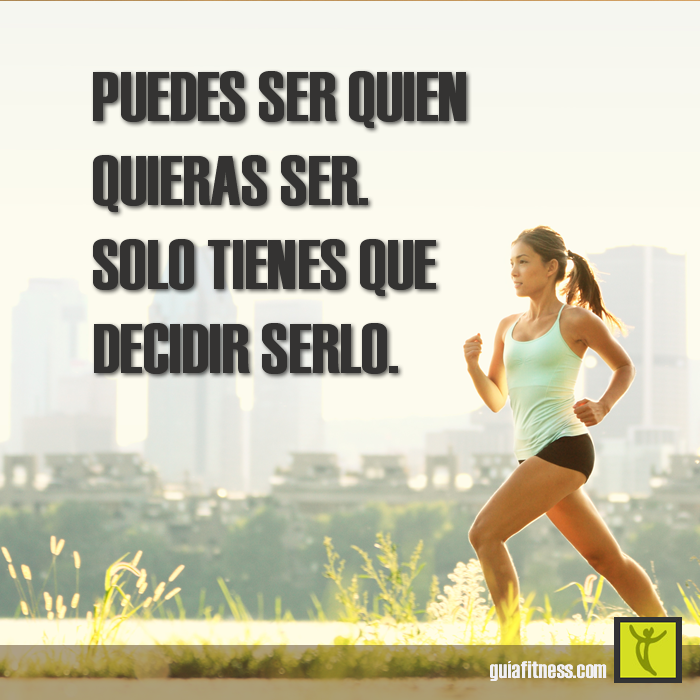 PUEDES SER QUIEN
QUIERAS SER.
SOLO TIENES QUE
DECIDIR SERLO.
guiafitness.com